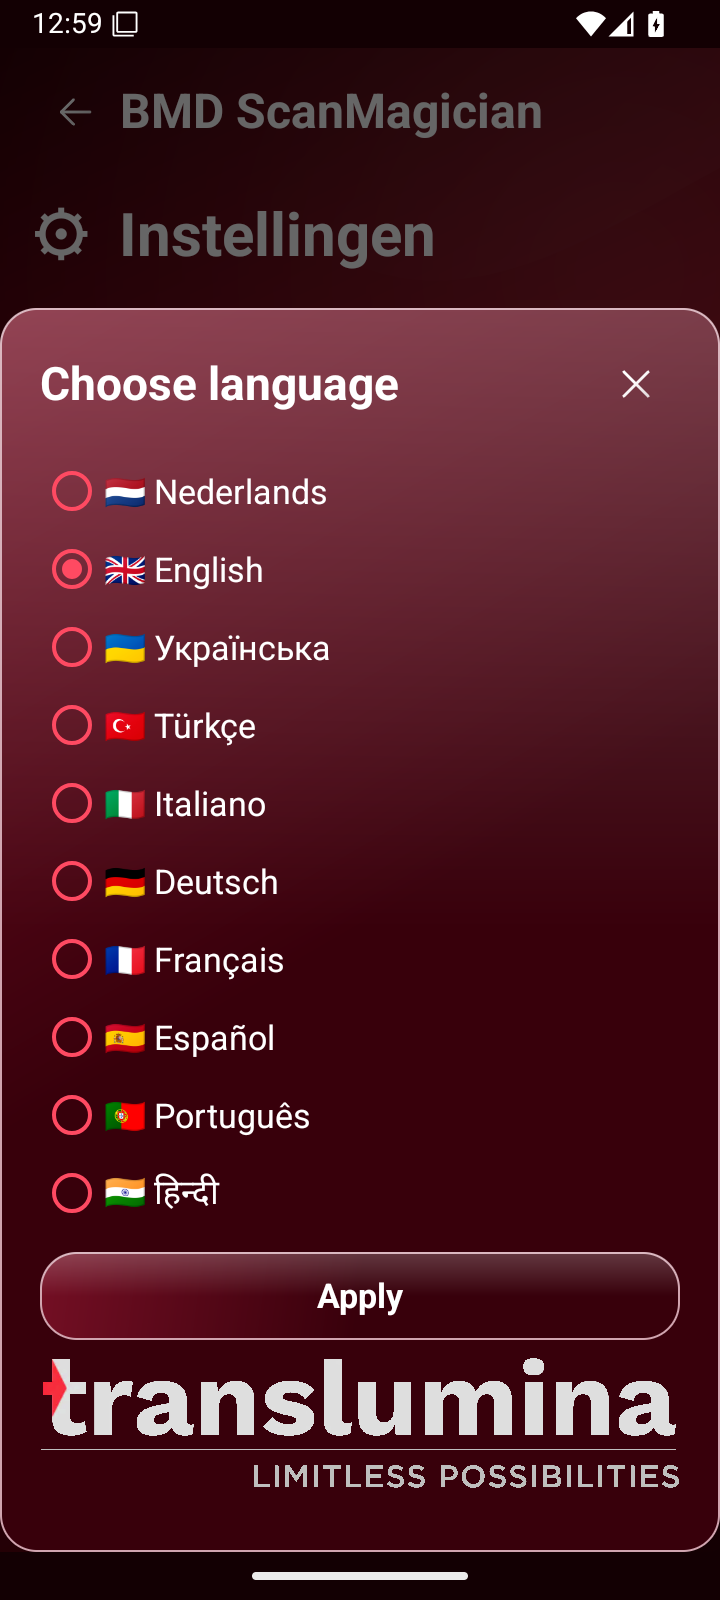 12:59
BMD ScanMagician
Instellingen
Choose language
Nederlands
English
Українська
Türkçe
Italiano
Deutsch
Français
Español
Português
हिन्दी
Apply
translumina
LIMITLESS POSSIBILITIES